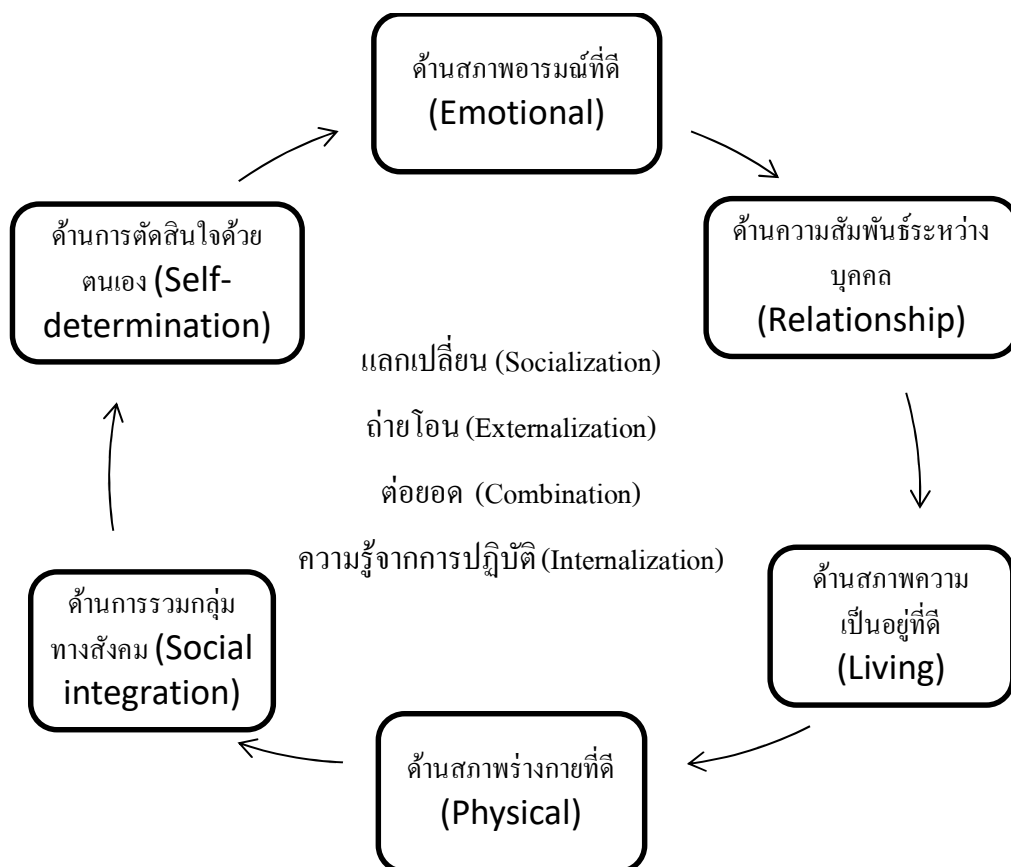 ด้านสภาพอารมณ์ที่ดี
(Emotional)
ด้านความสัมพันธ์ระหว่าง
บุคคล
(Relationship)
ด้านสภาพความ
เป็นอยู่ที่ดี
(Living)
ด้านสภาพร่างกายที่ดี
(Physical)
ด้านการรวมกลุ่ม
ทางสังคม (Social
integration)
ด้านการตัดสินใจด้วย
ตนเอง (Self-
determination)
แลกเปลี่ยน (Socialization)
ถ่ายโอน (Externalization)
ต่อยอด (Combination)
ความรู้จากการปฏิบัติ (Internalization)